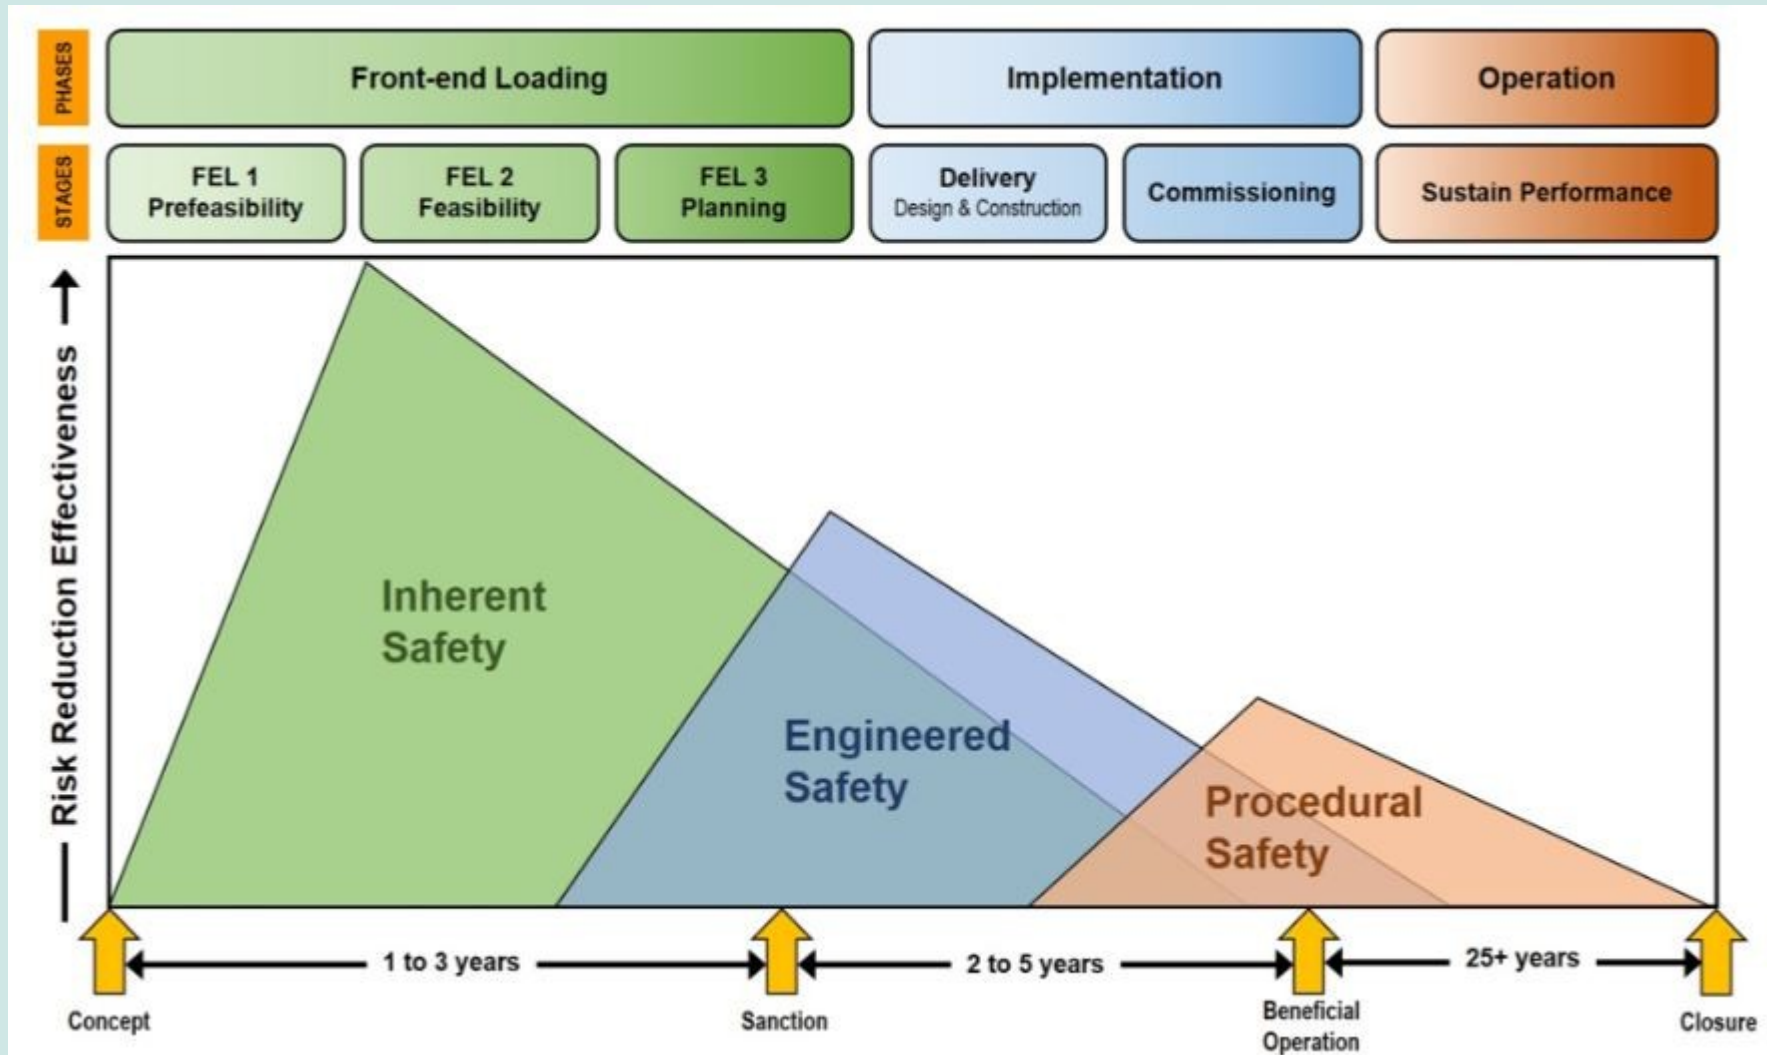 PHASES
Front-end Loading
Implementation
Operation
STAGES
FEL 1
Prefeasibility
FEL 2
Feasibility
FEL 3
Planning
Delivery
Design & Construction
Commissioning
Sustain Performance
Risk Reduction Effectiveness
Inherent
Safety
Engineered
Safety
Procedural
Safety
1 to 3 years
2 to 5 years
25+ years
Concept
Sanction
Beneficial
Operation
Closure